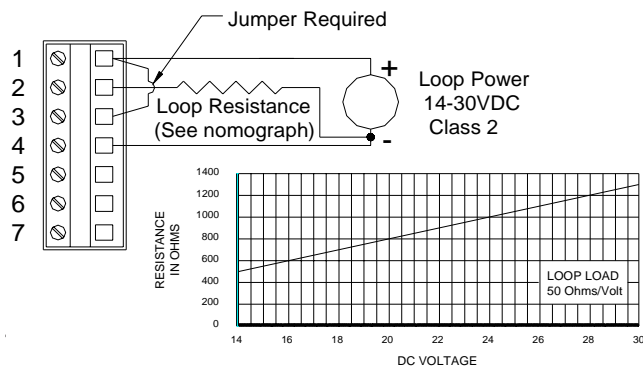 Jumper Required
1
2
3
4
5
6
7
+
-
Loop Resistance
(See nomograph)
Loop Power
14-30VDC
Class 2
RESISTANCE
IN OHMS
1400
1200
1000
800
600
400
200
0
LOOP LOAD
50 Ohms/Volt
14 16 18 20 22 24 26 28 30
DC VOLTAGE